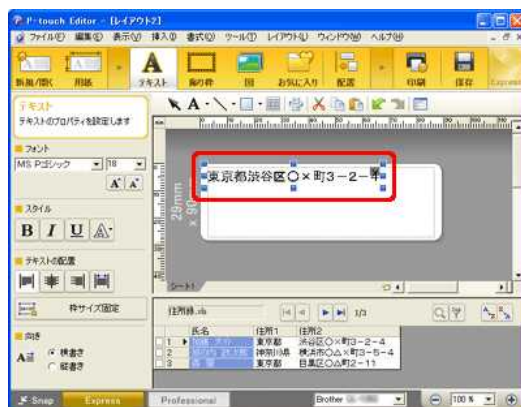 P-touch Editor - [レイアウト2]
ファイル(F) 編集(E) 表示(V) 挿入(I) 書式(O) ツール(T) レイアウト(L) ウィンドウ(W) ヘルプ(H)
新規/開く 用紙 テキスト 飾り枠 図 お気に入り 配置 印刷 保存 Express
テキスト
テキストのプロパティを設定します
フォント
MS Pゴシック 18
スタイル
B I U A
テキストの配置
枠サイズ固定
向き
横書き
縦書き
29mm
x 90mm
東京都渋谷区○×町3-2-4
シート1
住所録.xls 1/3
氏名 住所1 住所2
1 東京都 渋谷区○×町3-2-4
2 神奈川県 横浜市○△×町3-5-4
3 東京都 目黒区○△町2-11
Snap Express Professional Brother 100 %